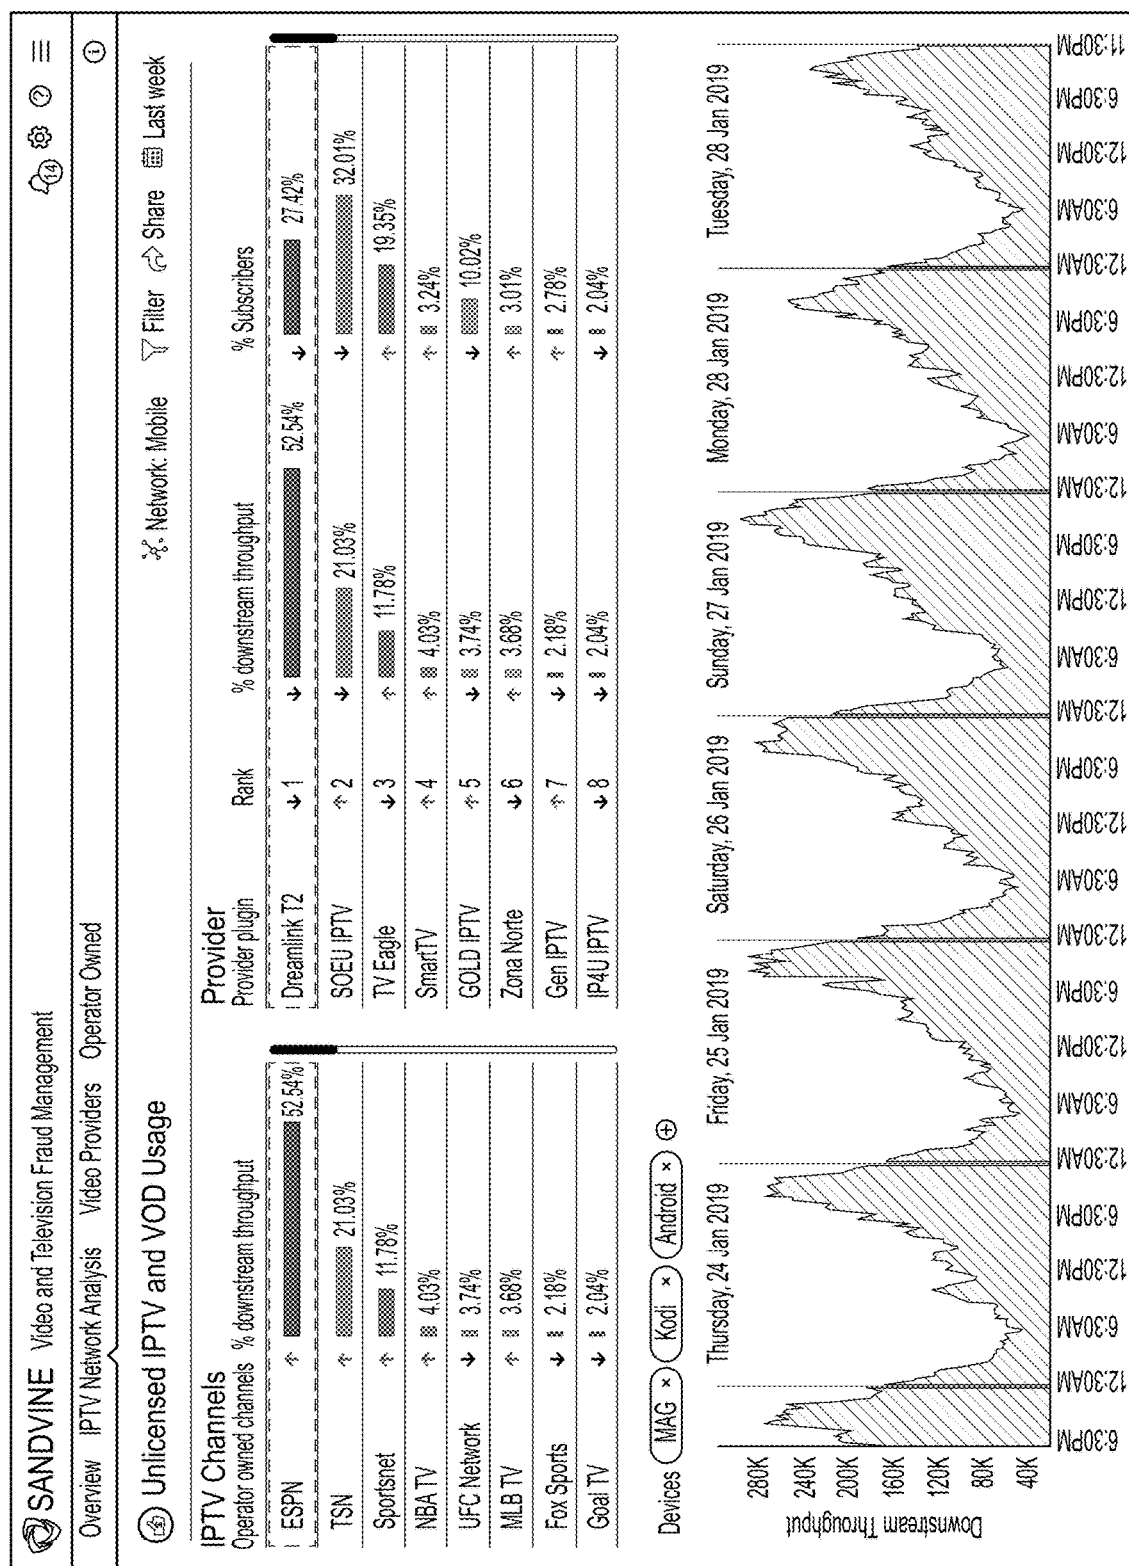 SANDVINE Video and Television Fraud Management
14
Overview IPTV Network Analysis Video Providers Operator Owned
Unlicensed IPTV and VOD Usage
Network: Mobile Filter Share Last week
IPTV Channels
Operator owned channels % downstream throughput
ESPN 52.54%
TSN 21.03%
Sportsnet 11.78%
NBA TV 4.03%
UFC Network 3.74%
MLB TV 3.68%
Fox Sports 2.18%
Goal TV 2.04%
Provider
Provider plugin Rank % downstream throughput % Subscribers
Dreamlink T2 1 52.54% 27.42%
SOEU IPTV 2 21.03% 32.01%
TV Eagle 3 11.78% 19.35%
SmartTV 4 4.03% 3.24%
GOLD IPTV 5 3.74% 10.02%
Zona Norte 6 3.68% 3.01%
Gen IPTV 7 2.18% 2.78%
IP4U IPTV 8 2.04% 2.04%
Devices MAG × Kodi × Android ×
Thursday, 24 Jan 2019 Friday, 25 Jan 2019 Saturday, 26 Jan 2019 Sunday, 27 Jan 2019 Monday, 28 Jan 2019 Tuesday, 28 Jan 2019
Downstream Throughput
280K
240K
200K
160K
120K
80K
40K
6:30PM 12:30AM 6:30AM 12:30PM 6:30PM 12:30AM 6:30AM 12:30PM 6:30PM 12:30AM 6:30AM 12:30PM 6:30PM 12:30AM 6:30AM 12:30PM 6:30PM 12:30AM 6:30AM 12:30PM 6:30PM 12:30AM 6:30AM 12:30PM 6:30PM 11:30PM